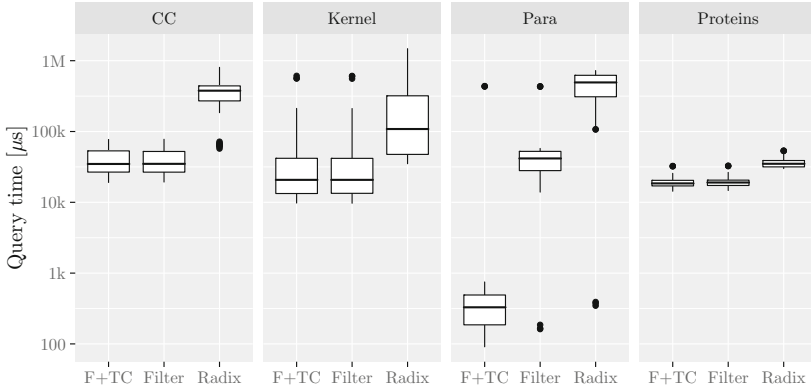 CC Kernel Para Proteins
Query time [μs]
1M
100k
10k
1k
100
F+TC Filter Radix F+TC Filter Radix F+TC Filter Radix F+TC Filter Radix